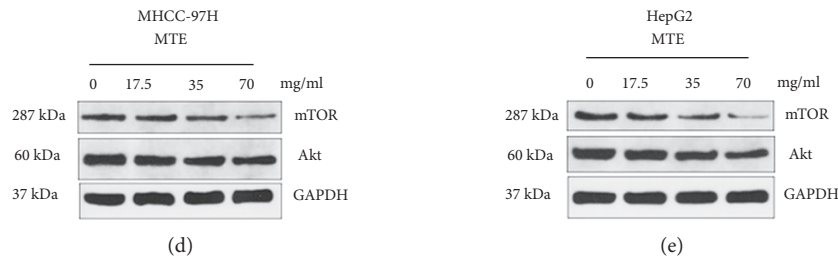 MHCC-97H
MTE
0 17.5 35 70 mg/ml
287 kDa mTOR
60 kDa Akt
37 kDa GAPDH
(d)
HepG2
MTE
0 17.5 35 70 mg/ml
287 kDa mTOR
60 kDa Akt
37 kDa GAPDH
(e)